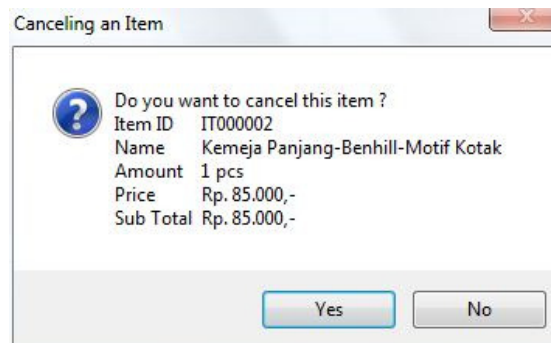 Canceling an Item
Do you want to cancel this item ?
Item ID IT000002
Name Kemeja Panjang-Benhill-Motif Kotak
Amount 1 pcs
Price Rp. 85.000,-
Sub Total Rp. 85.000,-
Yes No